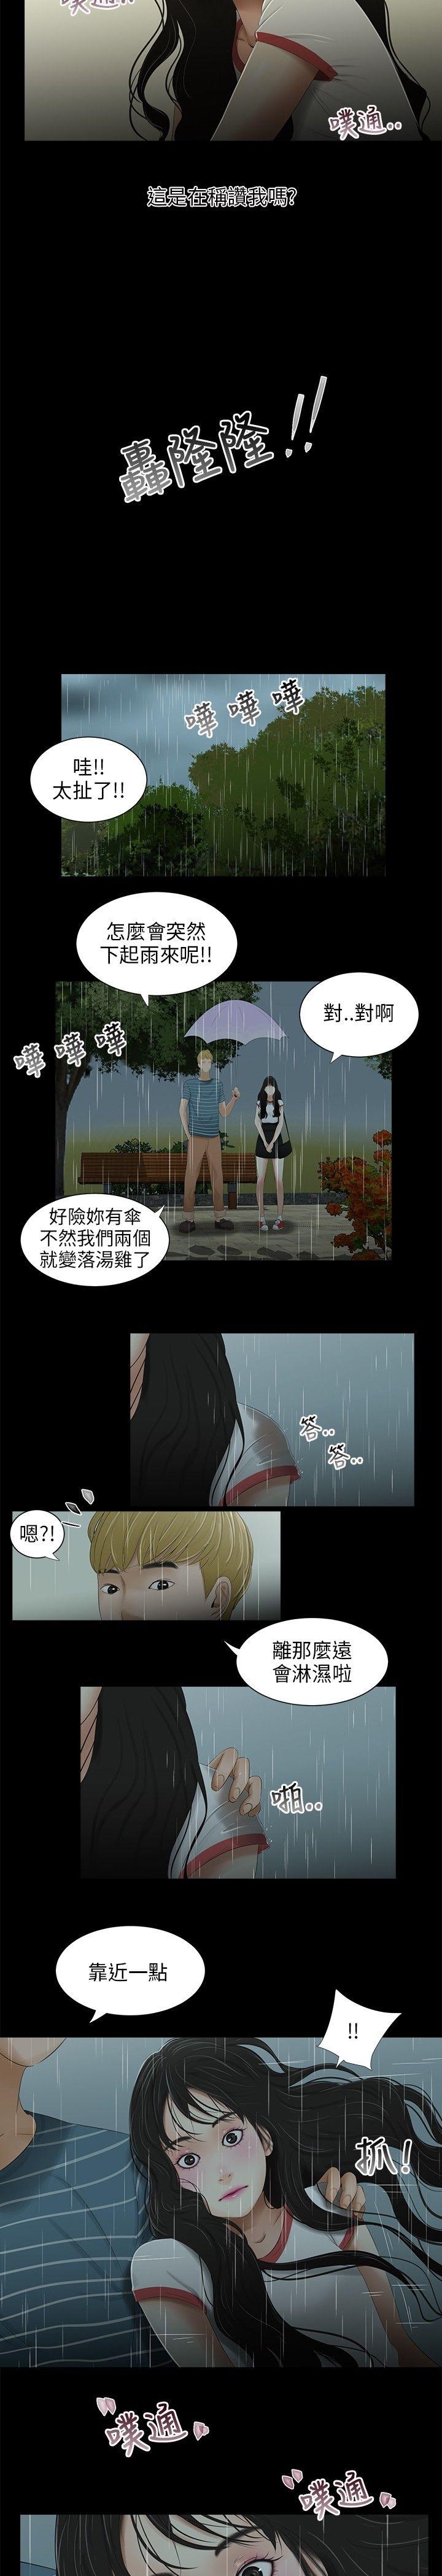 噗通..
噗通..
這是在稱讚我嗎?
轟隆隆!!
嘩 嘩 嘩
哇!!
太扯了!!
怎麼會突然
下起雨來呢!!
對..對啊
嘩 嘩 嘩
好險妳有傘
不然我們兩個
就變落湯雞了
答..
答..
嗯?!
離那麼遠
會淋濕啦
啪..
靠近一點
!!
抓!
噗通
噗通